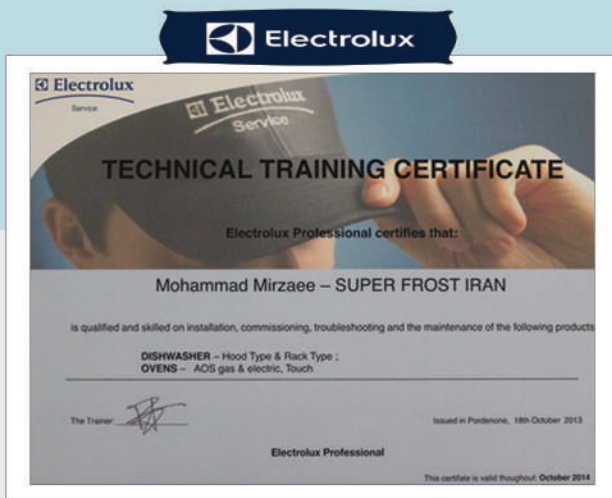 Electrolux
Electrolux
Service
Electrolux
Service
TECHNICAL TRAINING CERTIFICATE
Electrolux Professional certifies that:
Mohammad Mirzaee – SUPER FROST IRAN
is qualified and skilled on installation, commissioning, troubleshooting and the maintenance of the following products
DISHWASHER – Hood Type & Rack Type ;
OVENS – AOS gas & electric, Touch
The Trainer
Issued in Pordenone, 18th October 2013
Electrolux Professional
This certifate is valid thoughout: October 2014